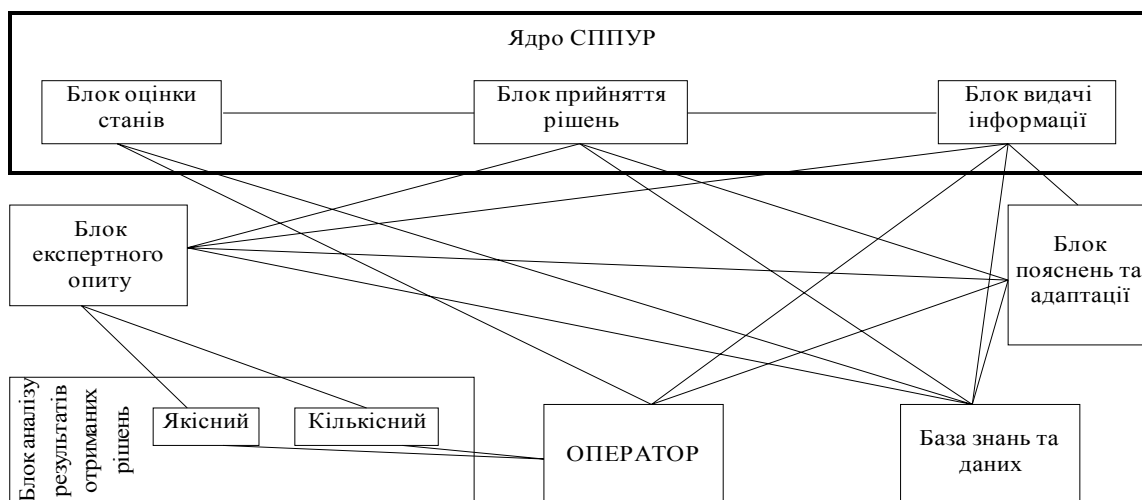 Ядро СППУР
Блок оцінки
станів
Блок прийняття
рішень
Блок видачі
інформації
Блок
експертного
опиту
Блок
пояснень та
адаптації
Блок аналізу
результатів
отриманих
рішень
Якісний
Кількісний
ОПЕРАТОР
База знань та
даних